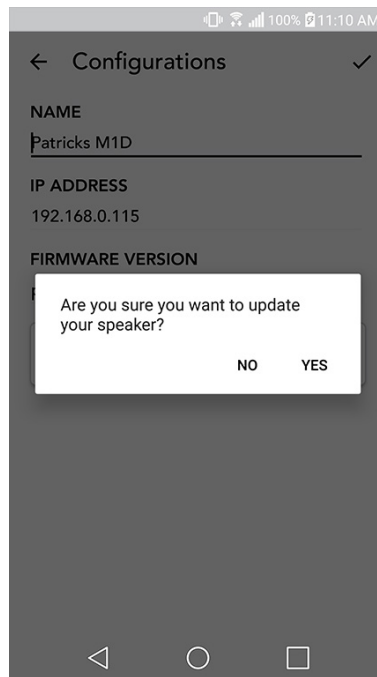 100% 11:10 AM
Configurations
NAME
Patricks M1D
IP ADDRESS
192.168.0.115
FIRMWARE VERSION
Are you sure you want to update
your speaker?
NO YES